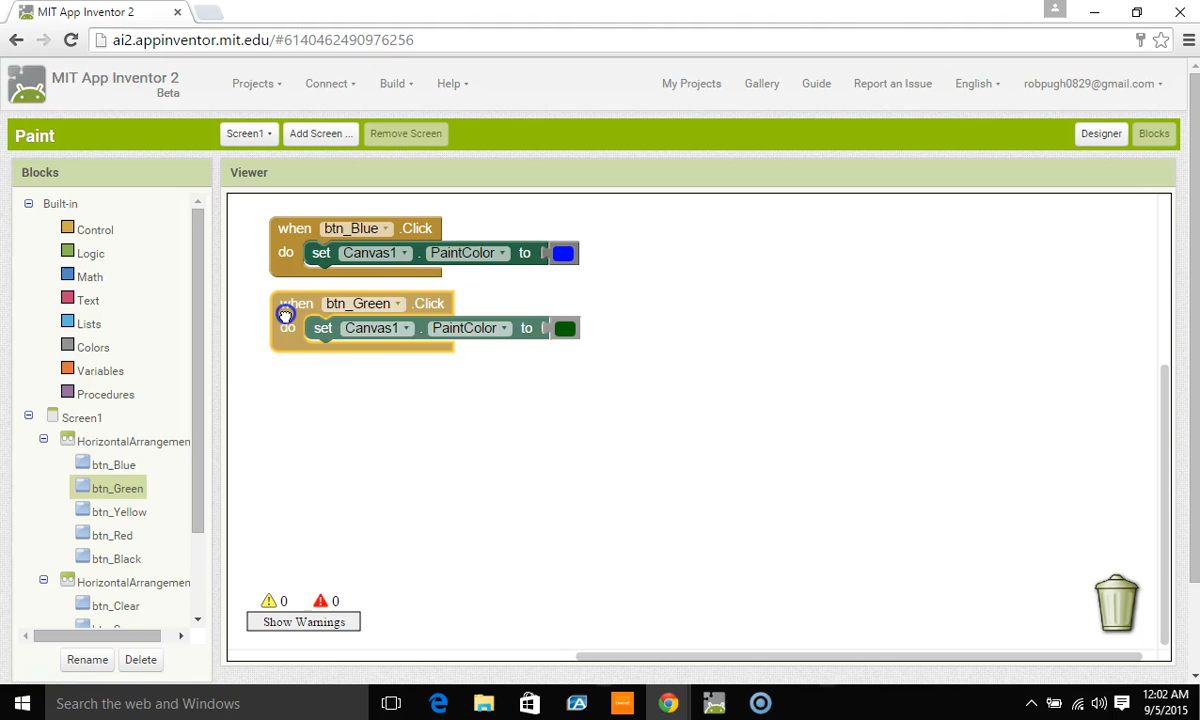 MIT App Inventor 2
ai2.appinventor.mit.edu/#6140462490976256
MIT App Inventor 2
Beta
Projects
Connect
Build
Help
My Projects
Gallery
Guide
Report an Issue
English
robpugh0829@gmail.com
Paint
Screen1
Add Screen ...
Remove Screen
Designer
Blocks
Blocks
Viewer
Built-in
Control
Logic
Math
Text
Lists
Colors
Variables
Procedures
Screen1
HorizontalArrangemen
btn_Blue
btn_Green
btn_Yellow
btn_Red
btn_Black
HorizontalArrangemen
btn_Clear
Rename
Delete
when btn_Blue .Click
do set Canvas1 . PaintColor to
when btn_Green .Click
do set Canvas1 . PaintColor to
0 0
Show Warnings
Search the web and Windows
12:02 AM
9/5/2015